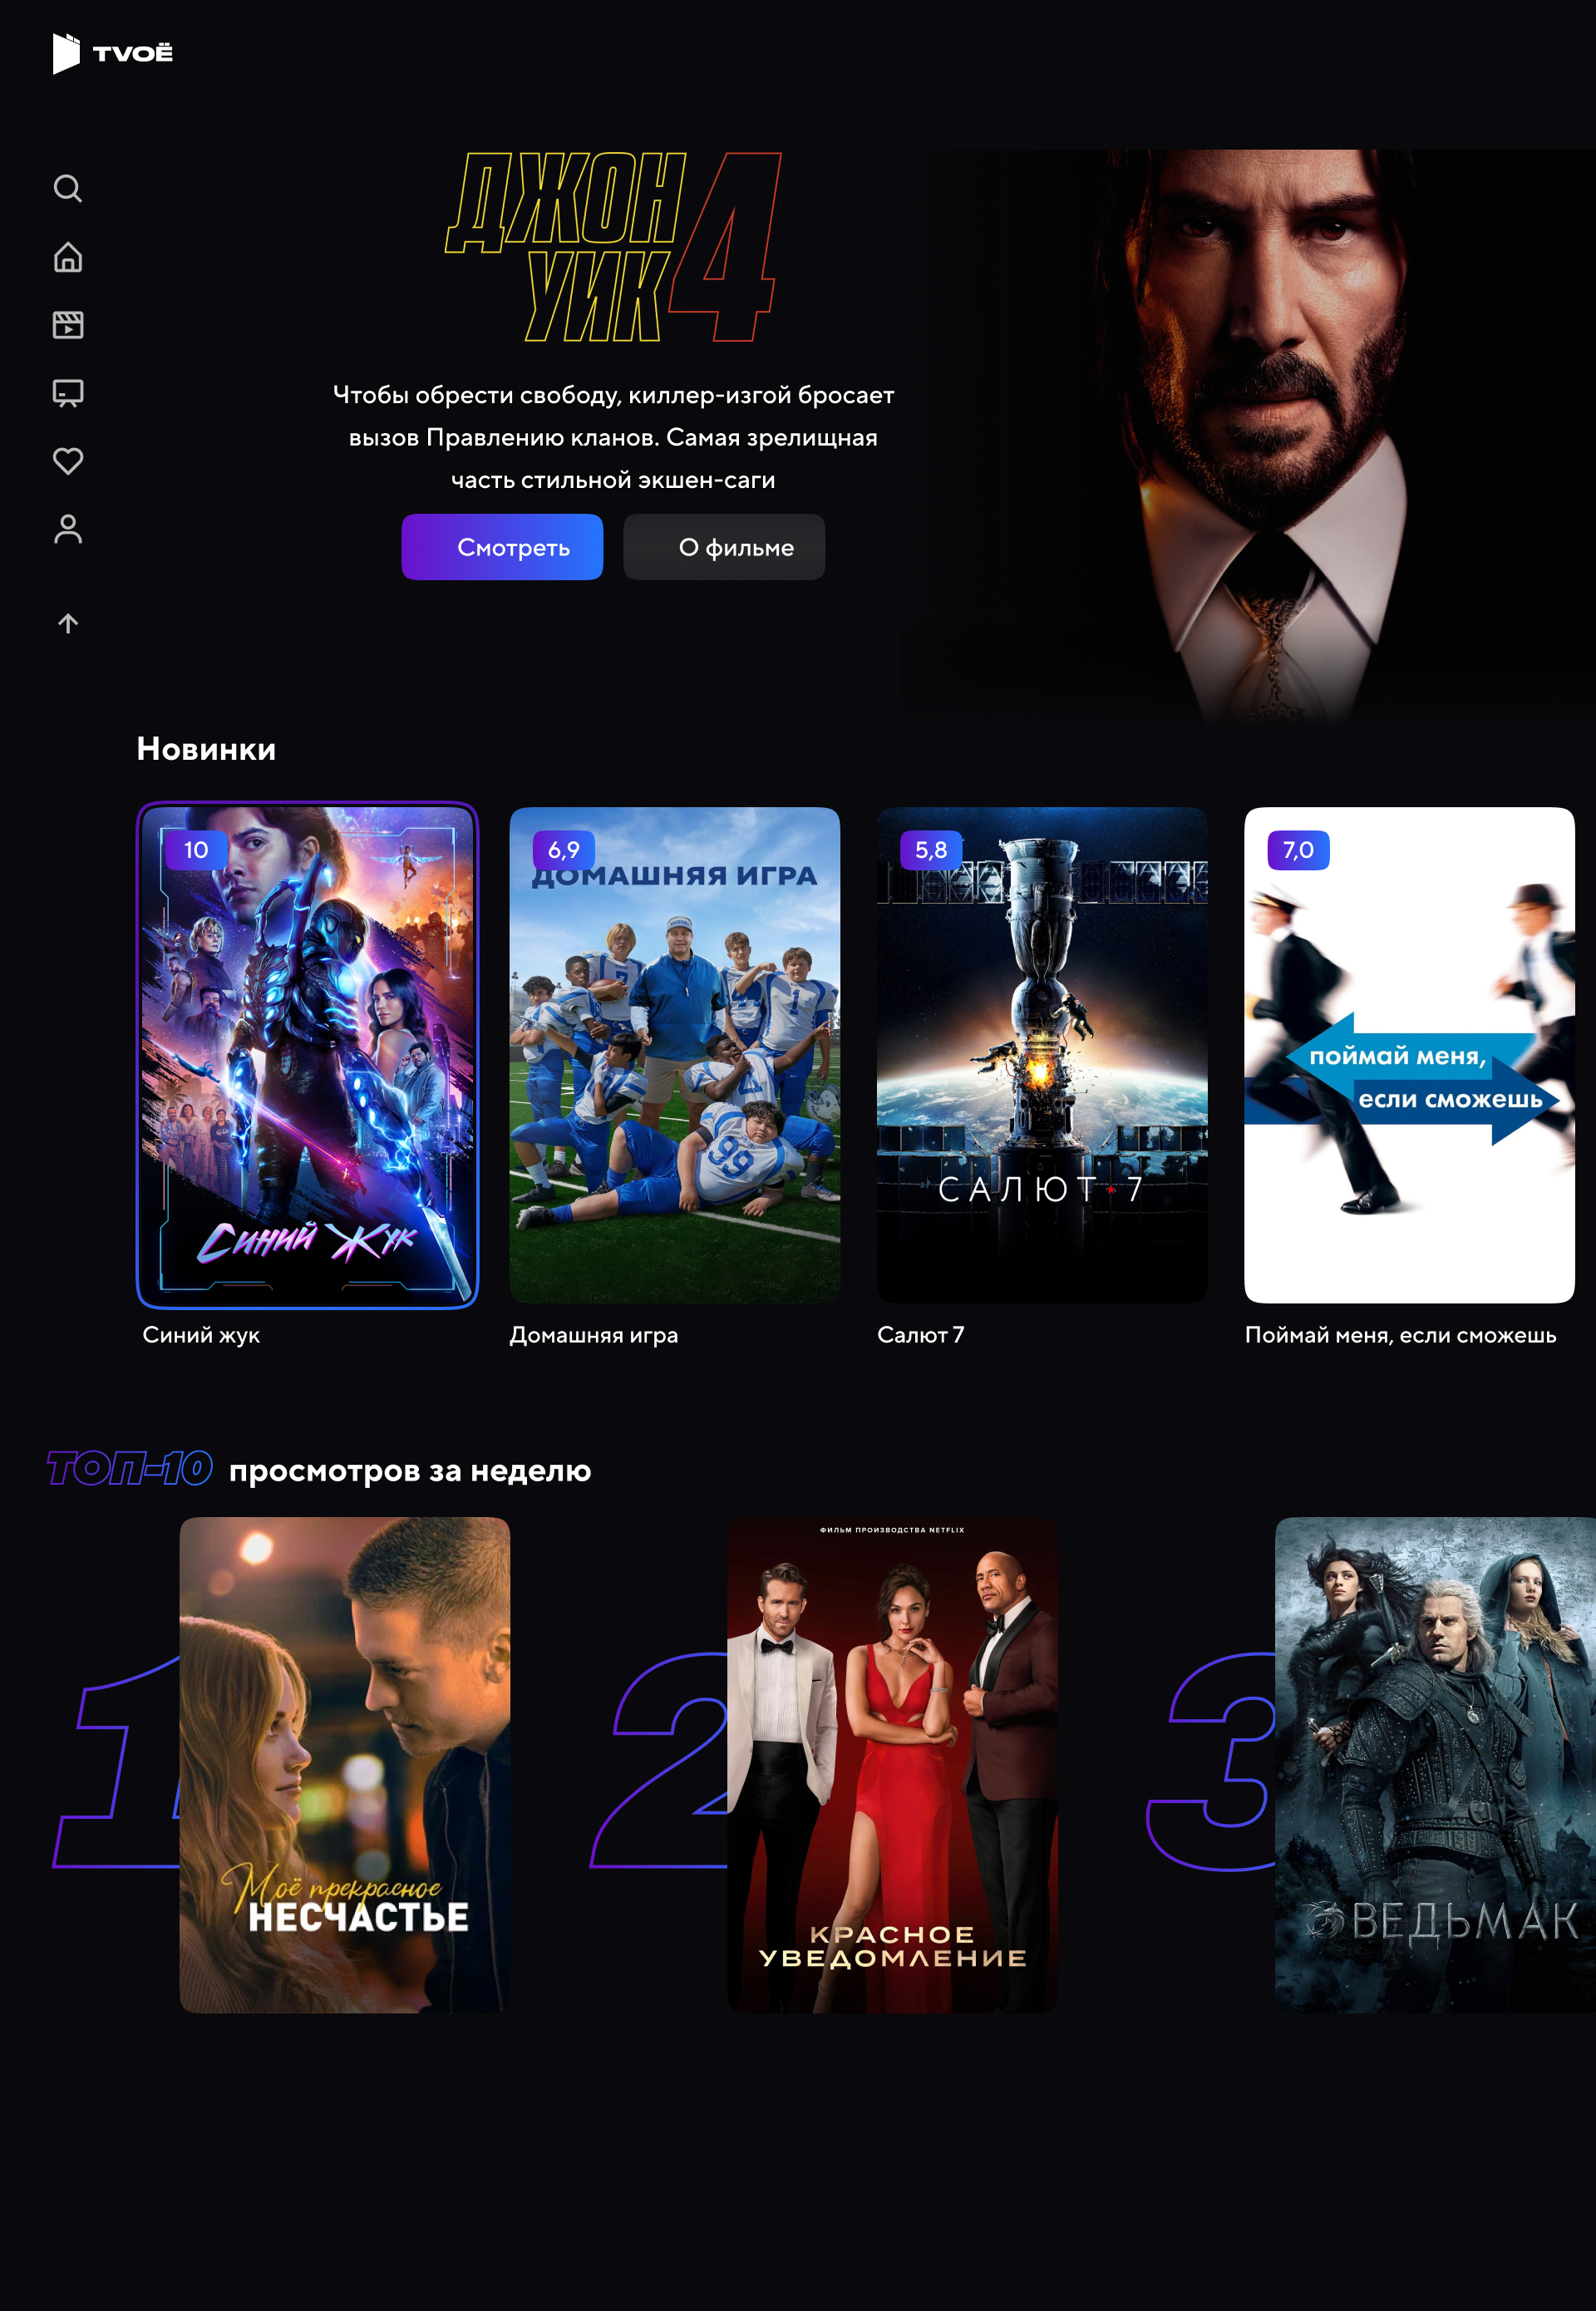 TVOЁ
ДЖОН
УИК
4
Чтобы обрести свободу, киллер-изгой бросает
вызов Правлению кланов. Самая зрелищная
часть стильной экшен-саги
Смотреть
О фильме
Новинки
10
СИНИЙ ЖУК
Синий жук
6,9
ДОМАШНЯЯ ИГРА
7
1
99
Домашняя игра
5,8
САЛЮТ 7
Салют 7
7,0
поймай меня,
если сможешь
Поймай меня, если сможешь
ТОП-10 просмотров за неделю
1
Моё прекрасное
НЕСЧАСТЬЕ
2
ФИЛЬМ ПРОИЗВОДСТВА NETFLIX
КРАСНОЕ
УВЕДОМЛЕНИЕ
3
ВЕДЬМАК